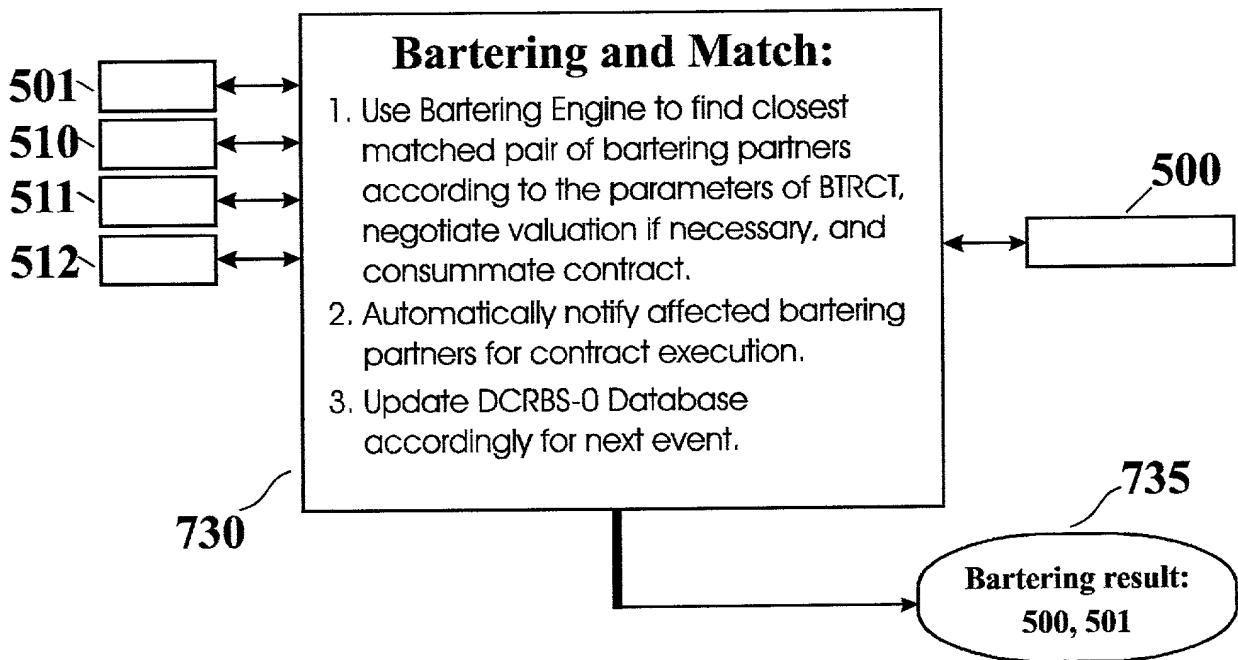 Bartering and Match:
501
510
511
512
1. Use Bartering Engine to find closest
matched pair of bartering partners
according to the parameters of BTRCT,
negotiate valuation if necessary, and
consummate contract.
2. Automatically notify affected bartering
partners for contract execution.
3. Update DCRBS-0 Database
accordingly for next event.
500
730
735
Bartering result:
500, 501